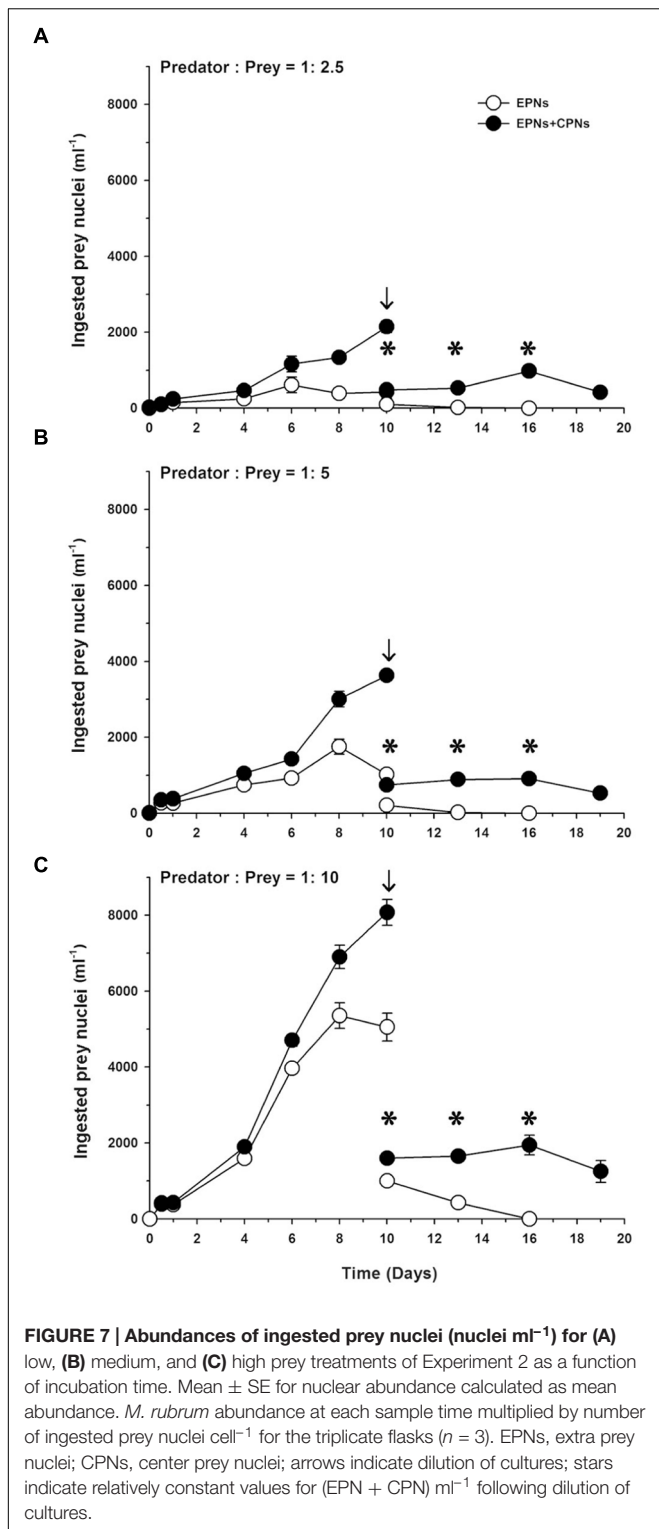 A
Predator : Prey = 1: 2.5
EPNs
EPNs+CPNs
Ingested prey nuclei (ml⁻¹)
8000
6000
4000
2000
0
* * *
0 2 4 6 8 10 12 14 16 18 20
B
Predator : Prey = 1: 5
Ingested prey nuclei (ml⁻¹)
8000
6000
4000
2000
0
* * *
0 2 4 6 8 10 12 14 16 18 20
C
Predator : Prey = 1: 10
Ingested prey nuclei (ml⁻¹)
8000
6000
4000
2000
0
* * *
0 2 4 6 8 10 12 14 16 18 20
Time (Days)
FIGURE 7 | Abundances of ingested prey nuclei (nuclei ml⁻¹) for (A)
low, (B) medium, and (C) high prey treatments of Experiment 2 as a function
of incubation time. Mean ± SE for nuclear abundance calculated as mean
abundance. M. rubrum abundance at each sample time multiplied by number
of ingested prey nuclei cell⁻¹ for the triplicate flasks (n = 3). EPNs, extra prey
nuclei; CPNs, center prey nuclei; arrows indicate dilution of cultures; stars
indicate relatively constant values for (EPN + CPN) ml⁻¹ following dilution of
cultures.